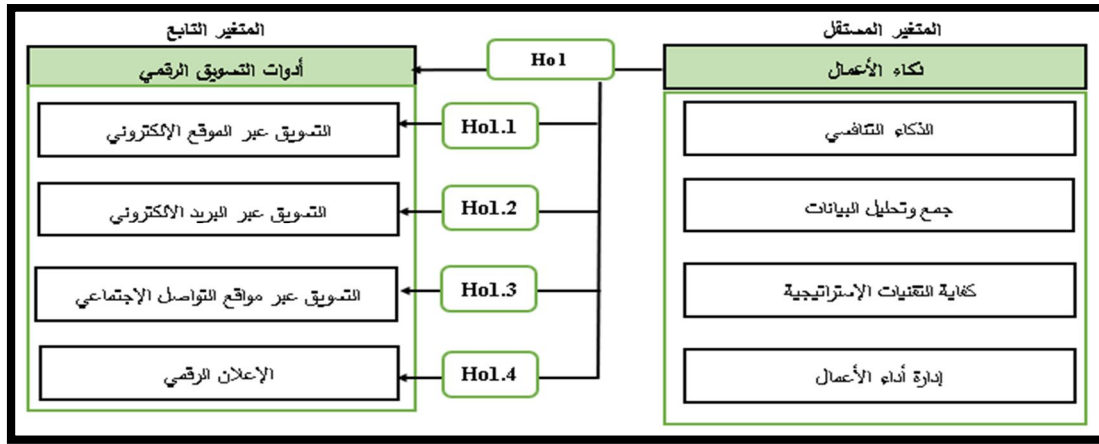 المتغير المستقل
المتغير التابع
ذكاء الأعمال
Ho1
أدوات التسويق الرقمي
الذكاء التنافسي
Ho1.1
التسويق عبر الموقع الإلكتروني
جمع وتحليل البيانات
Ho1.2
التسويق عبر البريد الالكتروني
كفاية التقنيات الإستراتيجية
Ho1.3
التسويق عبر مواقع التواصل الإجتماعي
إدارة أداء الأعمال
Ho1.4
الإعلان الرقمي